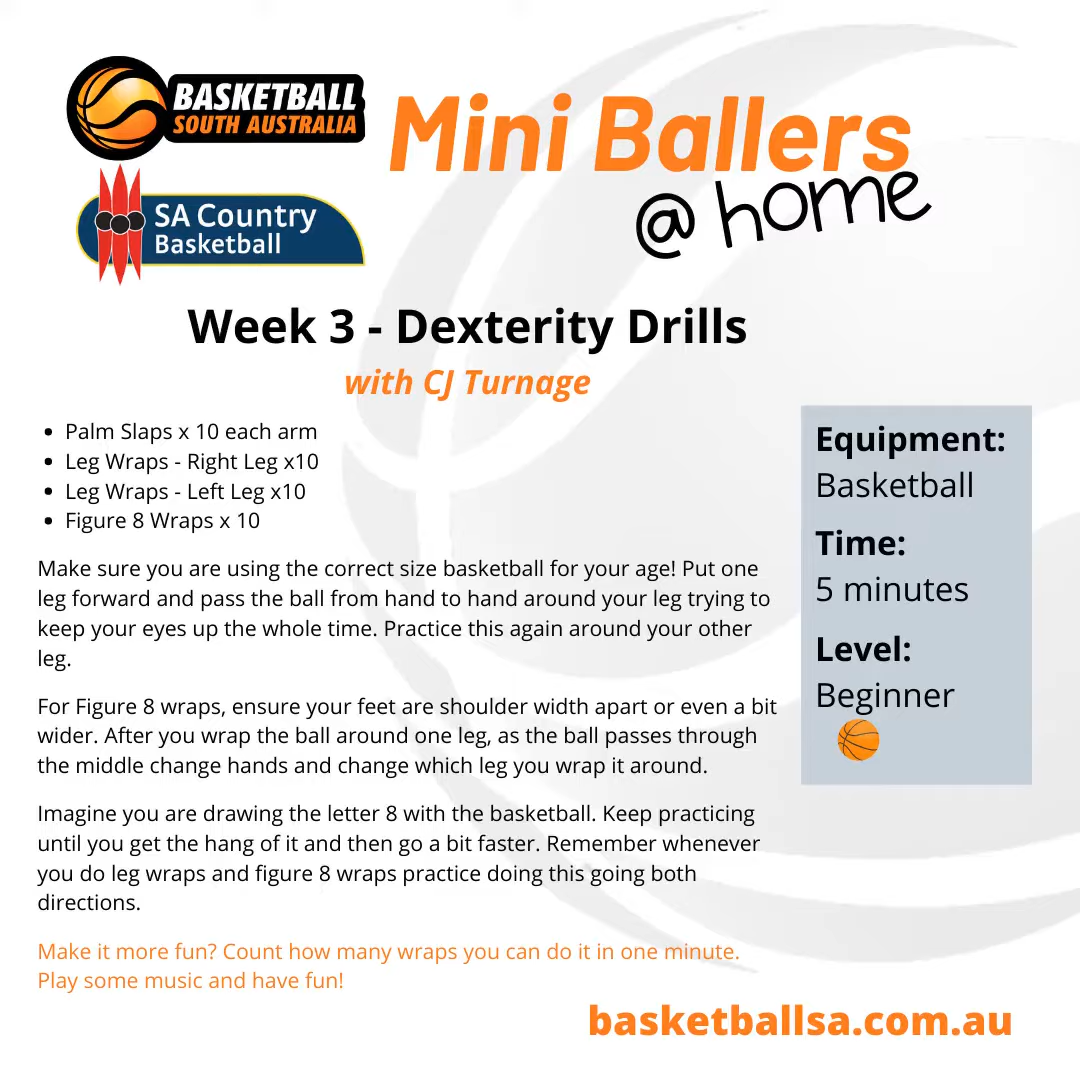 BASKETBALL
SOUTH AUSTRALIA
SA Country
Basketball
Mini Ballers
@ home
Week 3 - Dexterity Drills
with CJ Turnage
• Palm Slaps x 10 each arm
• Leg Wraps - Right Leg x10
• Leg Wraps - Left Leg x10
• Figure 8 Wraps x 10
Make sure you are using the correct size basketball for your age! Put one
leg forward and pass the ball from hand to hand around your leg trying to
keep your eyes up the whole time. Practice this again around your other
leg.
For Figure 8 wraps, ensure your feet are shoulder width apart or even a bit
wider. After you wrap the ball around one leg, as the ball passes through
the middle change hands and change which leg you wrap it around.
Imagine you are drawing the letter 8 with the basketball. Keep practicing
until you get the hang of it and then go a bit faster. Remember whenever
you do leg wraps and figure 8 wraps practice doing this going both
directions.
Make it more fun? Count how many wraps you can do it in one minute.
Play some music and have fun!
Equipment:
Basketball
Time:
5 minutes
Level:
Beginner
basketballsa.com.au